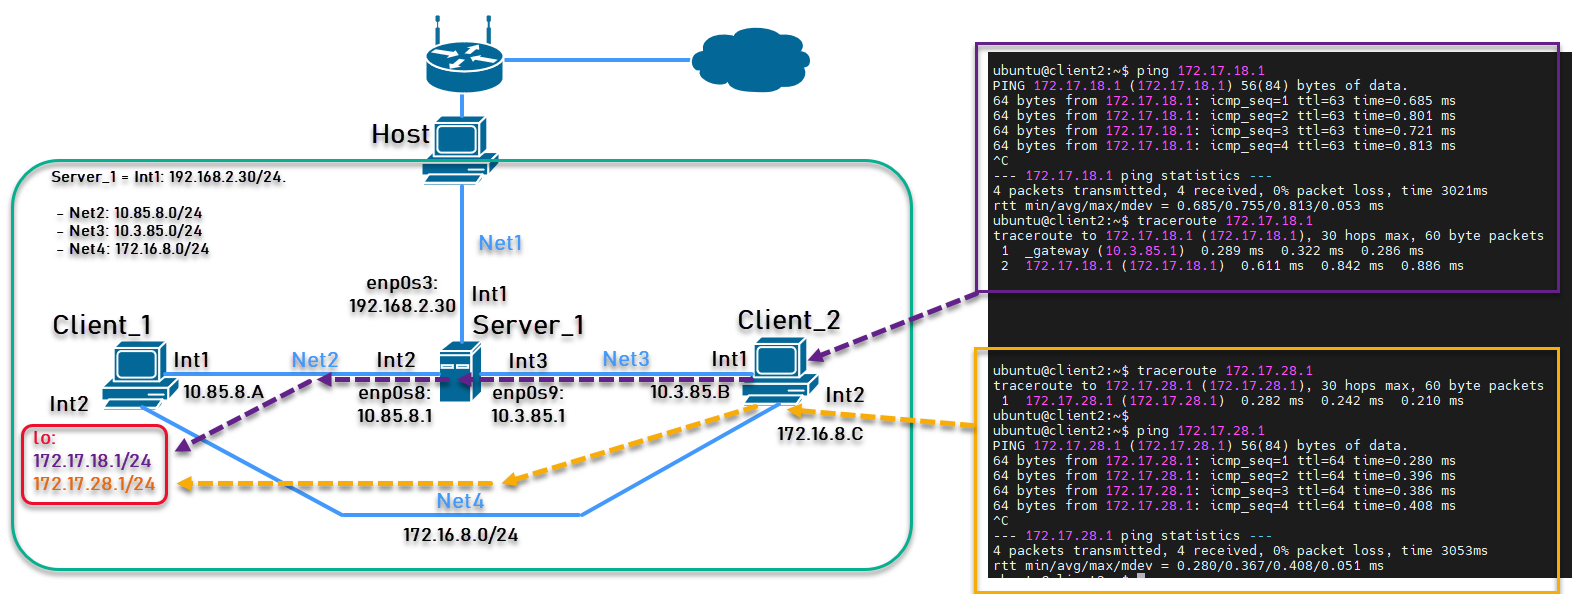 Host
Server_1 = Int1: 192.168.2.30/24.
- Net2: 10.85.8.0/24
- Net3: 10.3.85.0/24
- Net4: 172.16.8.0/24
Net1
enp0s3:
192.168.2.30
Int1
Client_1
Server_1
Client_2
Int1
Net2
Int2
Int3
Net3
Int1
10.85.8.A
enp0s8:
10.85.8.1
enp0s9:
10.3.85.1
10.3.85.B
Int2
Int2
172.16.8.C
lo:
172.17.18.1/24
172.17.28.1/24
Net4
172.16.8.0/24
ubuntu@client2:~$ ping 172.17.18.1
PING 172.17.18.1 (172.17.18.1) 56(84) bytes of data.
64 bytes from 172.17.18.1: icmp_seq=1 ttl=63 time=0.685 ms
64 bytes from 172.17.18.1: icmp_seq=2 ttl=63 time=0.801 ms
64 bytes from 172.17.18.1: icmp_seq=3 ttl=63 time=0.721 ms
64 bytes from 172.17.18.1: icmp_seq=4 ttl=63 time=0.813 ms
^C
--- 172.17.18.1 ping statistics ---
4 packets transmitted, 4 received, 0% packet loss, time 3021ms
rtt min/avg/max/mdev = 0.685/0.755/0.813/0.053 ms
ubuntu@client2:~$ traceroute 172.17.18.1
traceroute to 172.17.18.1 (172.17.18.1), 30 hops max, 60 byte packets
1 _gateway (10.3.85.1) 0.289 ms 0.322 ms 0.286 ms
2 172.17.18.1 (172.17.18.1) 0.611 ms 0.842 ms 0.886 ms
ubuntu@client2:~$ traceroute 172.17.28.1
traceroute to 172.17.28.1 (172.17.28.1), 30 hops max, 60 byte packets
1 172.17.28.1 (172.17.28.1) 0.282 ms 0.242 ms 0.210 ms
ubuntu@client2:~$
ubuntu@client2:~$ ping 172.17.28.1
PING 172.17.28.1 (172.17.28.1) 56(84) bytes of data.
64 bytes from 172.17.28.1: icmp_seq=1 ttl=64 time=0.280 ms
64 bytes from 172.17.28.1: icmp_seq=2 ttl=64 time=0.396 ms
64 bytes from 172.17.28.1: icmp_seq=3 ttl=64 time=0.386 ms
64 bytes from 172.17.28.1: icmp_seq=4 ttl=64 time=0.408 ms
^C
--- 172.17.28.1 ping statistics ---
4 packets transmitted, 4 received, 0% packet loss, time 3053ms
rtt min/avg/max/mdev = 0.280/0.367/0.408/0.051 ms